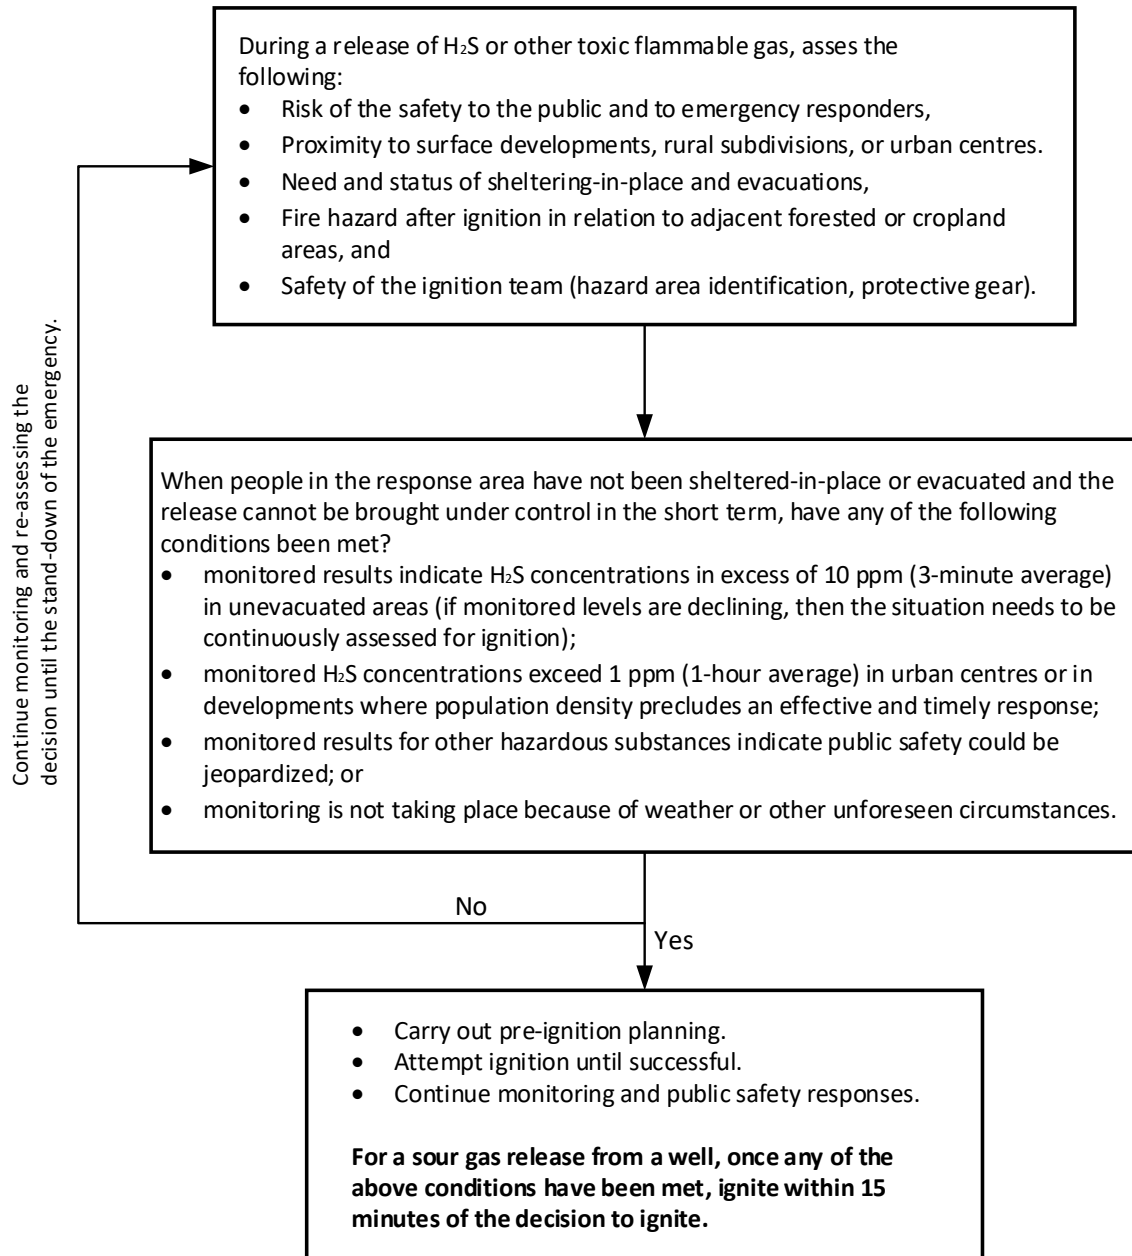 During a release of H₂S or other toxic flammable gas, asses the
following:
• Risk of the safety to the public and to emergency responders,
• Proximity to surface developments, rural subdivisions, or urban centres.
• Need and status of sheltering-in-place and evacuations,
• Fire hazard after ignition in relation to adjacent forested or cropland
areas, and
• Safety of the ignition team (hazard area identification, protective gear).
Continue monitoring and re-assessing the
decision until the stand-down of the emergency.
When people in the response area have not been sheltered-in-place or evacuated and the
release cannot be brought under control in the short term, have any of the following
conditions been met?
• monitored results indicate H₂S concentrations in excess of 10 ppm (3-minute average)
in unevacuated areas (if monitored levels are declining, then the situation needs to be
continuously assessed for ignition);
• monitored H₂S concentrations exceed 1 ppm (1-hour average) in urban centres or in
developments where population density precludes an effective and timely response;
• monitored results for other hazardous substances indicate public safety could be
jeopardized; or
• monitoring is not taking place because of weather or other unforeseen circumstances.
No
Yes
• Carry out pre-ignition planning.
• Attempt ignition until successful.
• Continue monitoring and public safety responses.
For a sour gas release from a well, once any of the
above conditions have been met, ignite within 15
minutes of the decision to ignite.